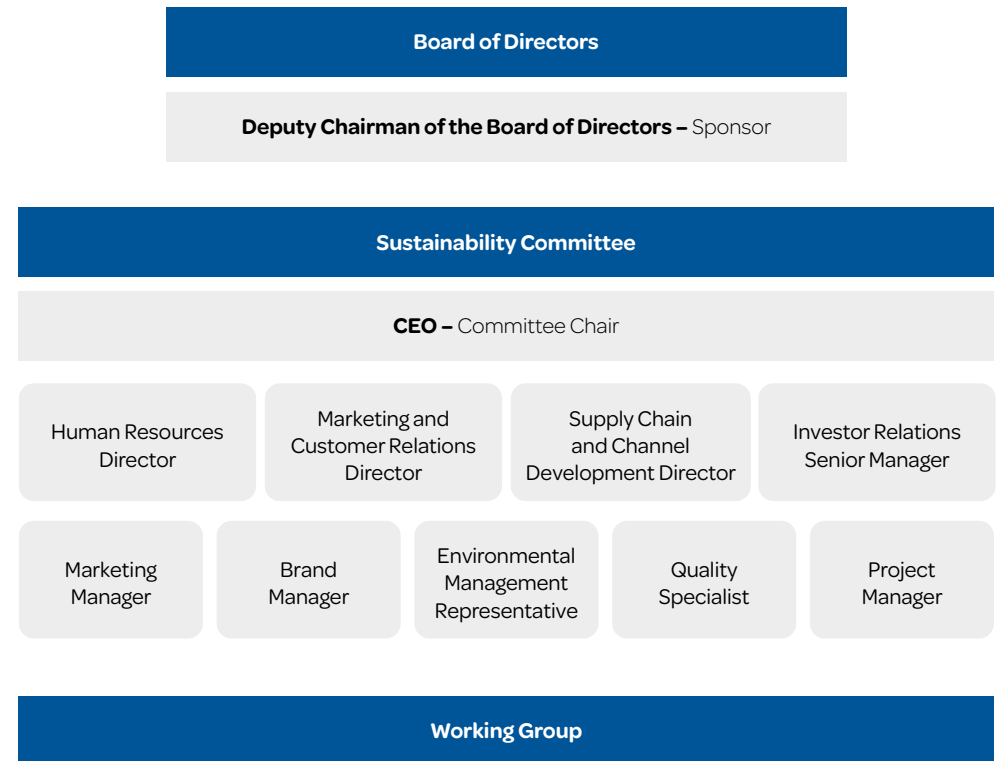 Board of Directors
Deputy Chairman of the Board of Directors – Sponsor
Sustainability Committee
CEO – Committee Chair
Human Resources
Director
Marketing and
Customer Relations
Director
Supply Chain
and Channel
Development Director
Investor Relations
Senior Manager
Marketing
Manager
Brand
Manager
Environmental
Management
Representative
Quality
Specialist
Project
Manager
Working Group